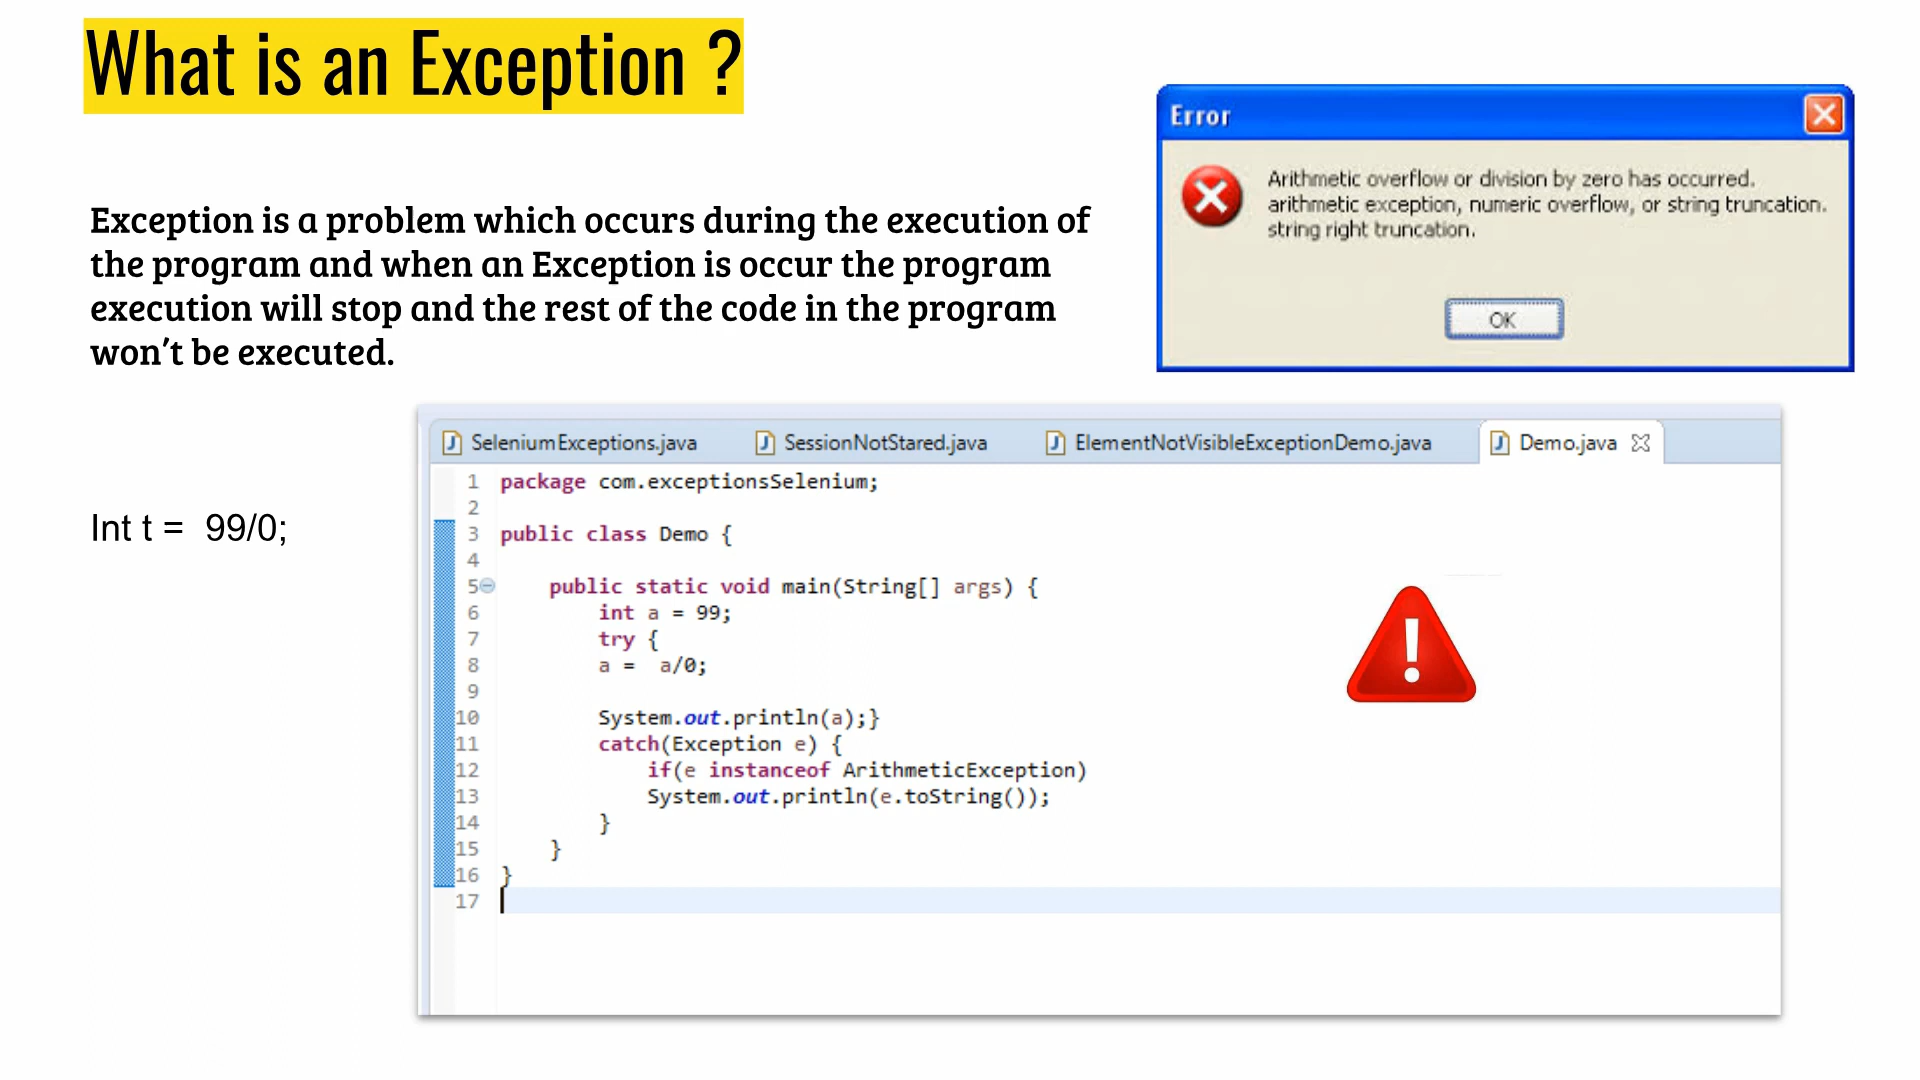 What is an Exception ?
Error
Arithmetic overflow or division by zero has occurred.
arithmetic exception, numeric overflow, or string truncation.
string right truncation.
OK
Exception is a problem which occurs during the execution of
the program and when an Exception is occur the program
execution will stop and the rest of the code in the program
won't be executed.
Int t =  99/0;
SeleniumExceptions.java SessionNotStared.java ElementNotVisibleExceptionDemo.java Demo.java
1 package com.exceptionsSelenium;
2
3 public class Demo {
4
5 public static void main(String[] args) {
6 int a = 99;
7 try {
8 a =  a/0;
9
10 System.out.println(a);}
11 catch(Exception e) {
12 if(e instanceof ArithmeticException)
13 System.out.println(e.toString());
14 }
15 }
16 }
17